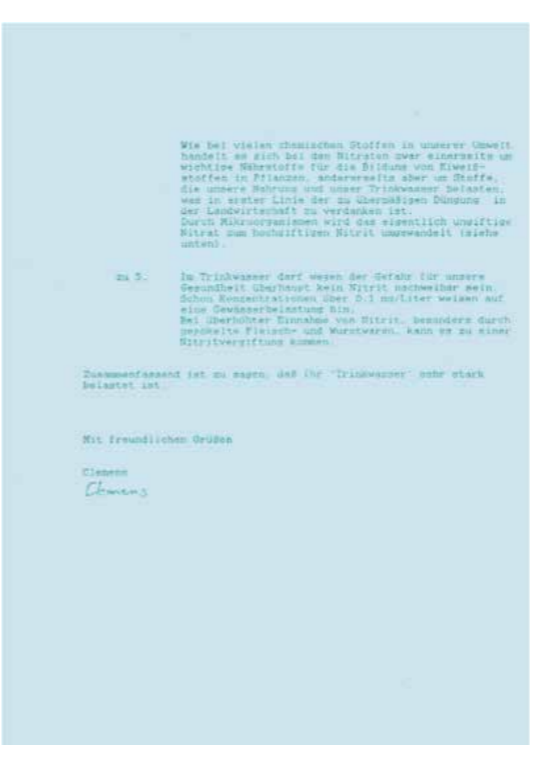 Wie bei vielen chemischen Stoffen in unserer Umwelt
handelt es sich bei den Nitraten zwar einerseits um
wichtige Nährstoffe für die Bildung von Eiweiß-
stoffen in Pflanzen, andererseits aber um Stoffe,
die unsere Nahrung und unser Trinkwasser belasten,
was in erster Linie der zu übermäßigen Düngung in
der Landwirtschaft zu verdanken ist.
Durch Mikroorganismen wird das eigentlich ungiftige
Nitrat zum hochgiftigen Nitrit umgewandelt (siehe
unten).
zu 5. Im Trinkwasser darf wegen der Gefahr für unsere
Gesundheit überhaupt kein Nitrit nachweibar sein.
Schon Konzentrationen über 0.1 mg/Liter weisen auf
eine Gewässerbelastung hin.
Bei überhöhter Einnahme von Nitrit, besonders durch
gepökelte Fleisch- und Wurstwaren, kann es zu einer
Nitritvergiftung kommen.
Zusammenfassend ist zu sagen, daß Ihr "Trinkwasser" sehr stark
belastet ist.
Mit freundlichen Grüßen
Clemens
Clemens